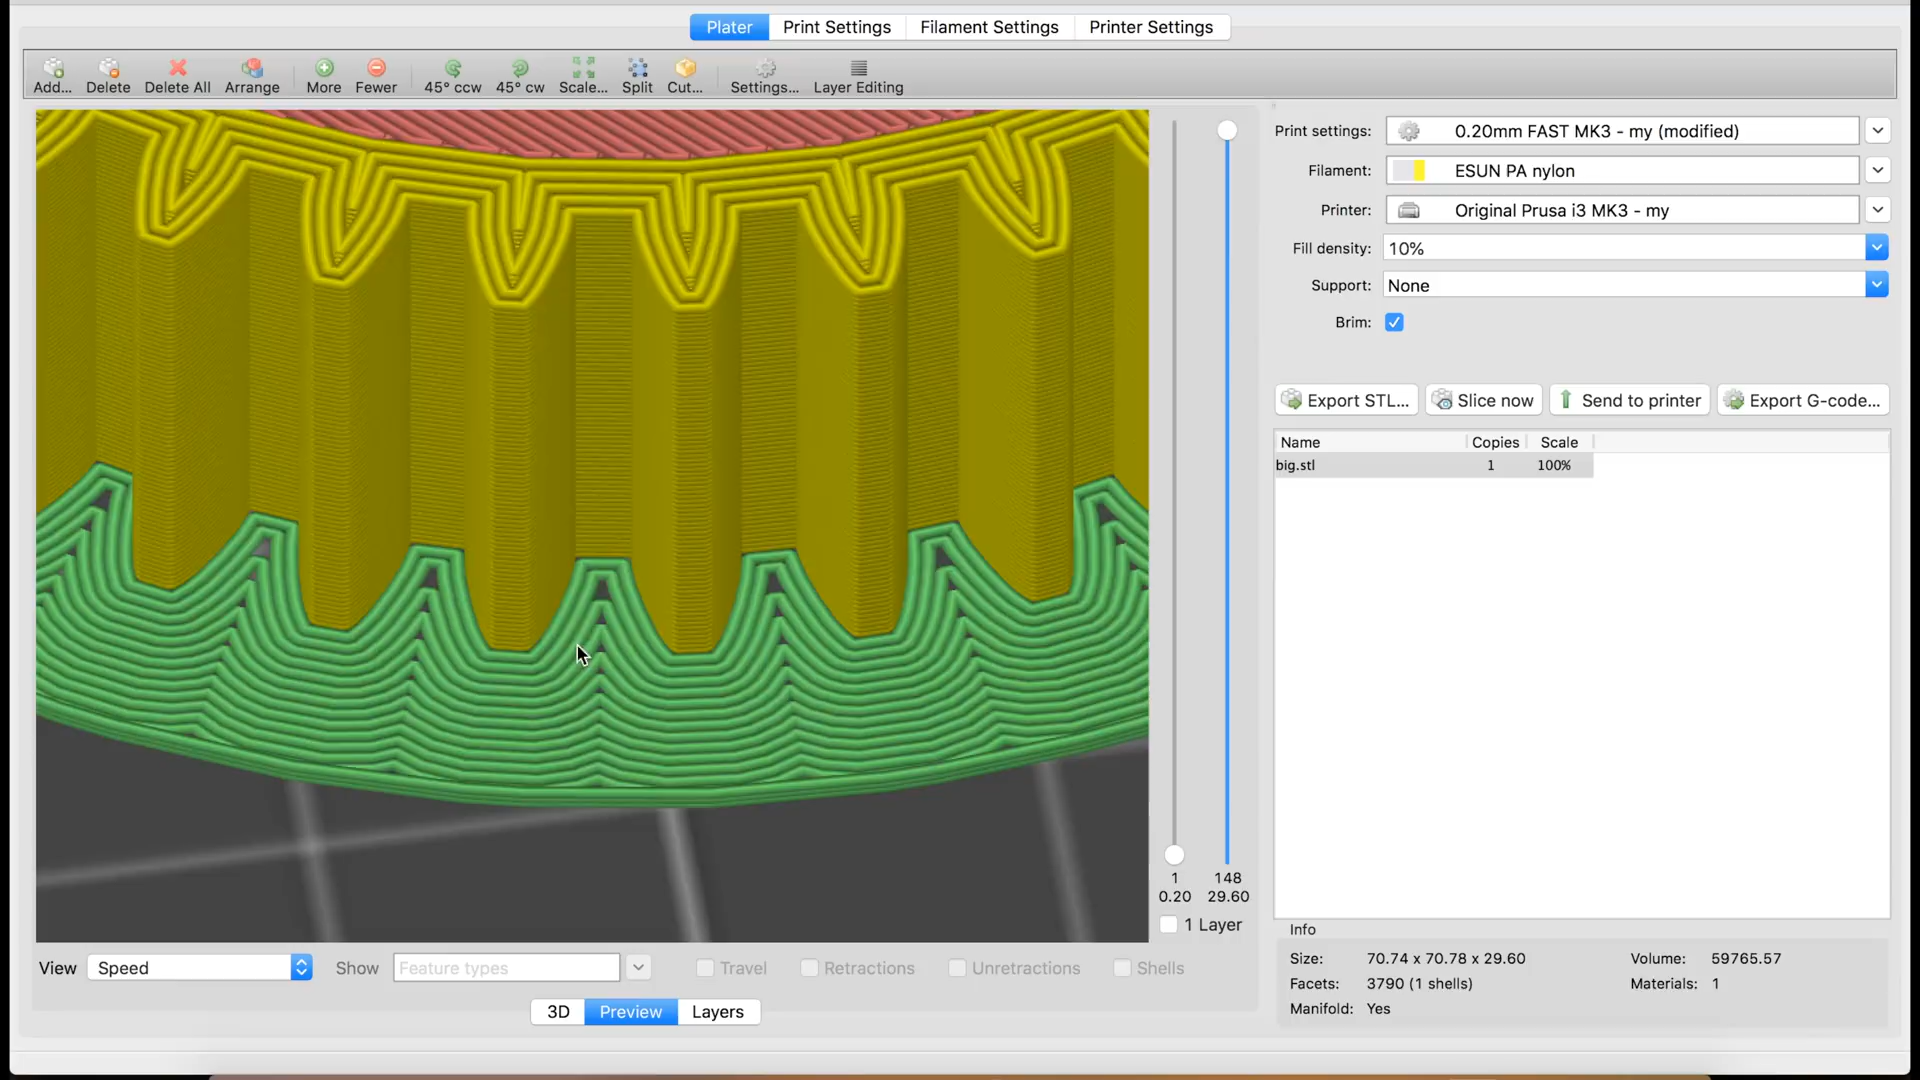 Plater Print Settings Filament Settings Printer Settings
Add... Delete Delete All Arrange More Fewer 45° ccw 45° cw Scale... Split Cut... Settings... Layer Editing
Print settings: 0.20mm FAST MK3 - my (modified)
Filament: ESUN PA nylon
Printer: Original Prusa i3 MK3 - my
Fill density: 10%
Support: None
Brim:
Export STL... Slice now Send to printer Export G-code...
Name Copies Scale
big.stl 1 100%
1 148
0.20 29.60
1 Layer
Info
Size: 70.74 x 70.78 x 29.60 Volume: 59765.57
Facets: 3790 (1 shells) Materials: 1
Manifold: Yes
View Speed Show Feature types Travel Retractions Unretractions Shells
3D Preview Layers